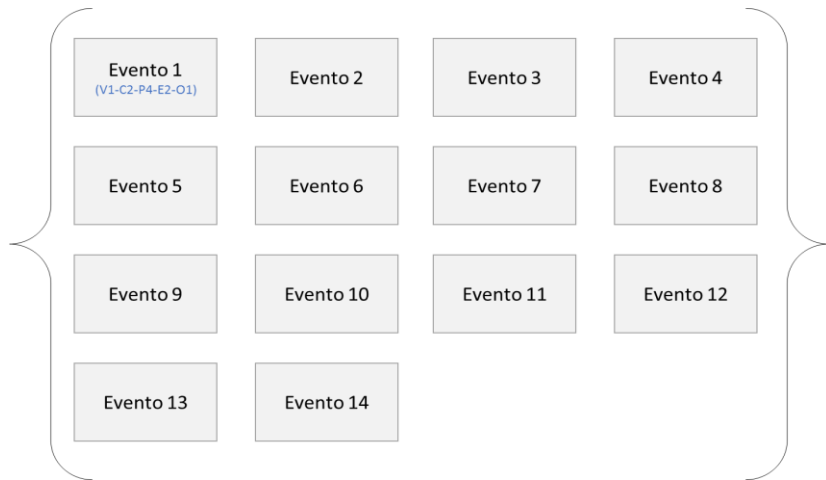 Evento 1
(V1-C2-P4-E2-O1)
Evento 2
Evento 3
Evento 4
Evento 5
Evento 6
Evento 7
Evento 8
Evento 9
Evento 10
Evento 11
Evento 12
Evento 13
Evento 14